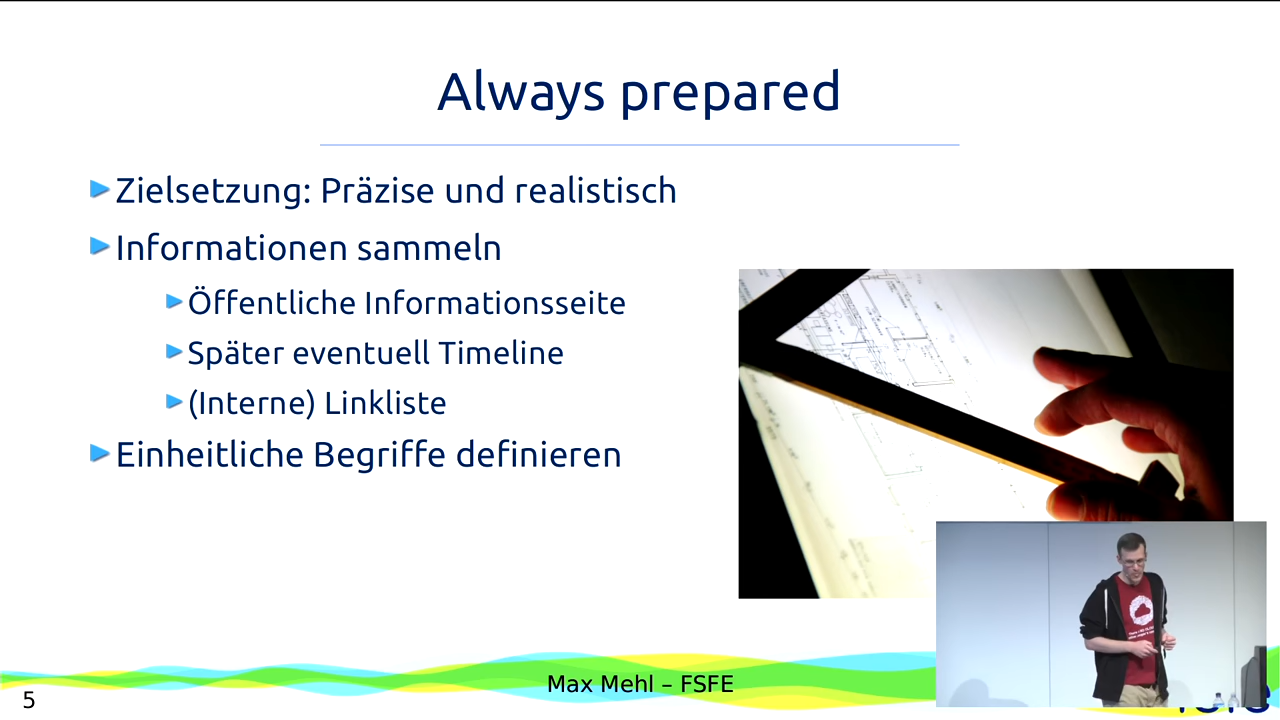 Always prepared
Zielsetzung: Präzise und realistisch
Informationen sammeln
Öffentliche Informationsseite
Später eventuell Timeline
(Interne) Linkliste
Einheitliche Begriffe definieren
Max Mehl – FSFE
5